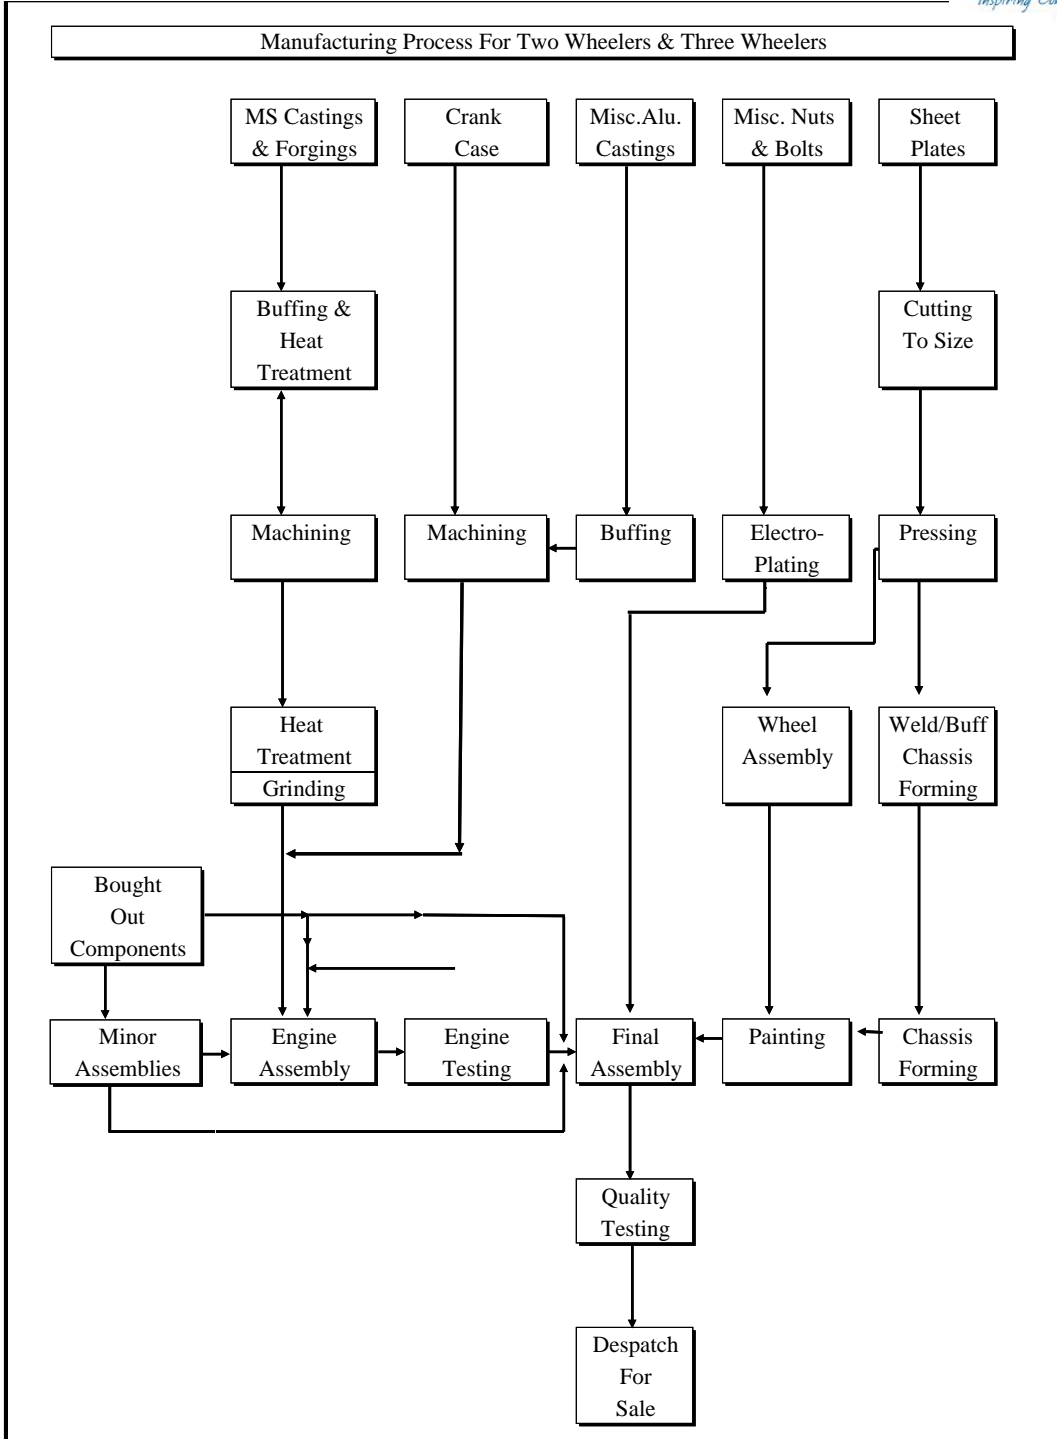 Inspiring Con
Manufacturing Process For Two Wheelers & Three Wheelers
MS Castings
& Forgings
Crank
Case
Misc.Alu.
Castings
Misc. Nuts
& Bolts
Sheet
Plates
Buffing &
Heat
Treatment
Cutting
To Size
Machining
Machining
Buffing
Electro-
Plating
Pressing
Heat
Treatment
Grinding
Wheel
Assembly
Weld/Buff
Chassis
Forming
Bought
Out
Components
Minor
Assemblies
Engine
Assembly
Engine
Testing
Final
Assembly
Painting
Chassis
Forming
Quality
Testing
Despatch
For
Sale